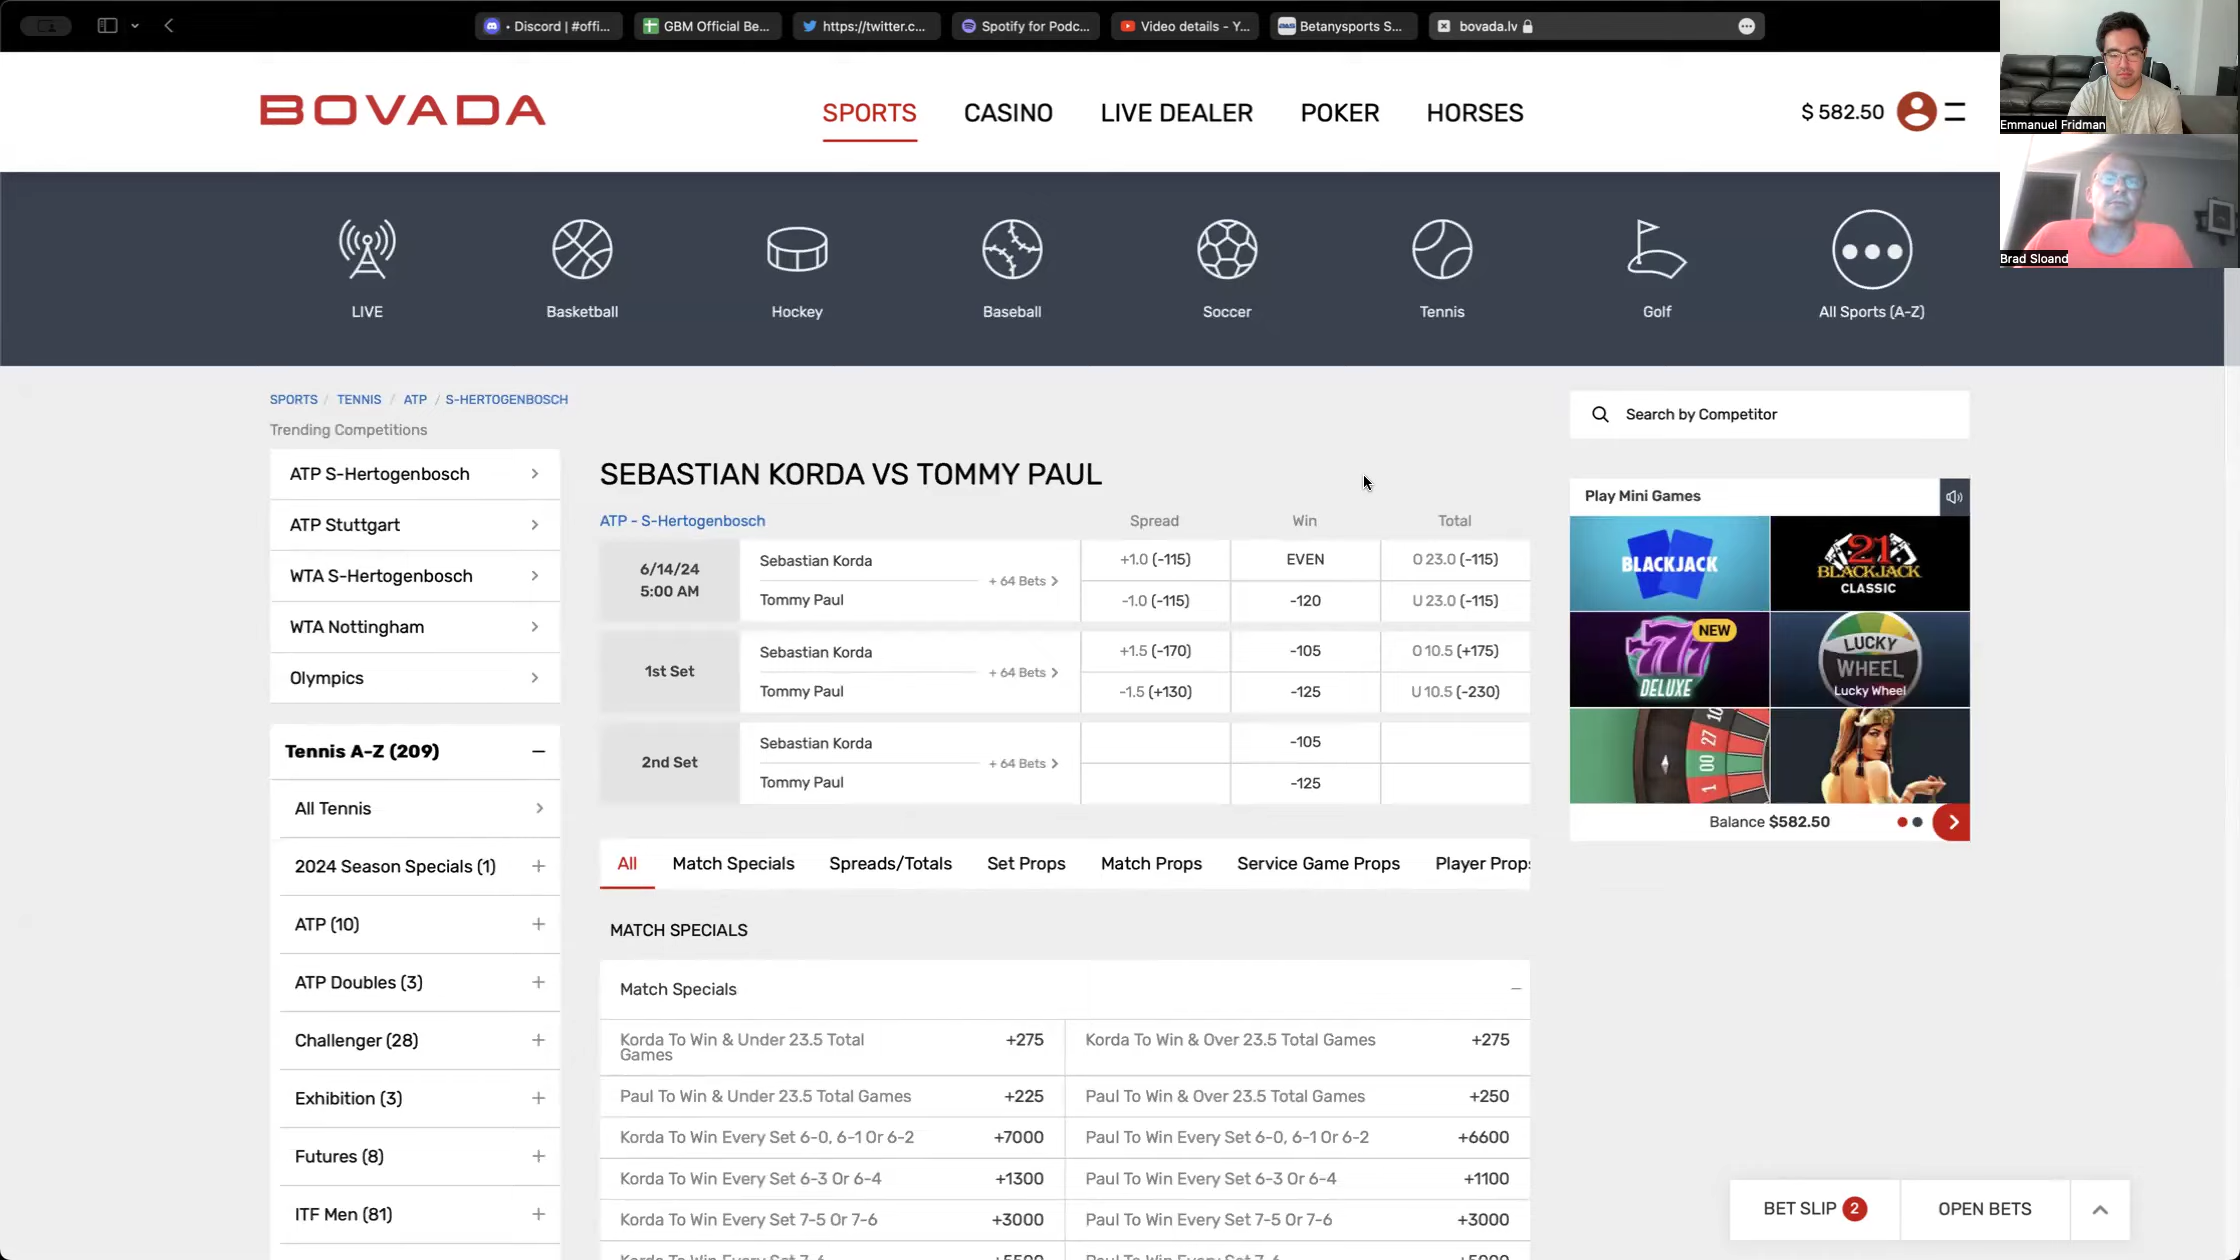 • Discord | #offi...
GBM Official Be...
https://twitter.c...
Spotify for Podc...
Video details - Y...
Betanysports S...
bovada.lv
BOVADA
SPORTS
CASINO
LIVE DEALER
POKER
HORSES
$ 582.50
Emmanuel Fridman
Brad Sloand
LIVE
Basketball
Hockey
Baseball
Soccer
Tennis
Golf
All Sports (A-Z)
SPORTS / TENNIS / ATP / S-HERTOGENBOSCH
Trending Competitions
ATP S-Hertogenbosch
ATP Stuttgart
WTA S-Hertogenbosch
WTA Nottingham
Olympics
Tennis A-Z (209)
All Tennis
2024 Season Specials (1)
ATP (10)
ATP Doubles (3)
Challenger (28)
Exhibition (3)
Futures (8)
ITF Men (81)
SEBASTIAN KORDA VS TOMMY PAUL
ATP - S-Hertogenbosch Spread Win Total
6/14/24
5:00 AM
Sebastian Korda +1.0 (-115) EVEN O 23.0 (-115)
+ 64 Bets
Tommy Paul -1.0 (-115) -120 U 23.0 (-115)
1st Set
Sebastian Korda +1.5 (-170) -105 O 10.5 (+175)
+ 64 Bets
Tommy Paul -1.5 (+130) -125 U 10.5 (-230)
2nd Set
Sebastian Korda -105
+ 64 Bets
Tommy Paul -125
All Match Specials Spreads/Totals Set Props Match Props Service Game Props Player Props
MATCH SPECIALS
Match Specials
Korda To Win & Under 23.5 Total
Games
+275
Korda To Win & Over 23.5 Total Games +275
Paul To Win & Under 23.5 Total Games +225
Paul To Win & Over 23.5 Total Games +250
Korda To Win Every Set 6-0, 6-1 Or 6-2 +7000
Paul To Win Every Set 6-0, 6-1 Or 6-2 +6600
Korda To Win Every Set 6-3 Or 6-4 +1300
Paul To Win Every Set 6-3 Or 6-4 +1100
Korda To Win Every Set 7-5 Or 7-6 +3000
Paul To Win Every Set 7-5 Or 7-6 +3000
Search by Competitor
Play Mini Games
BLACKJACK
21
BLACKJACK
CLASSIC
777
NEW
DELUXE
LUCKY
WHEEL
Lucky Wheel
10
27
00
1
Balance $582.50
BET SLIP 2
OPEN BETS